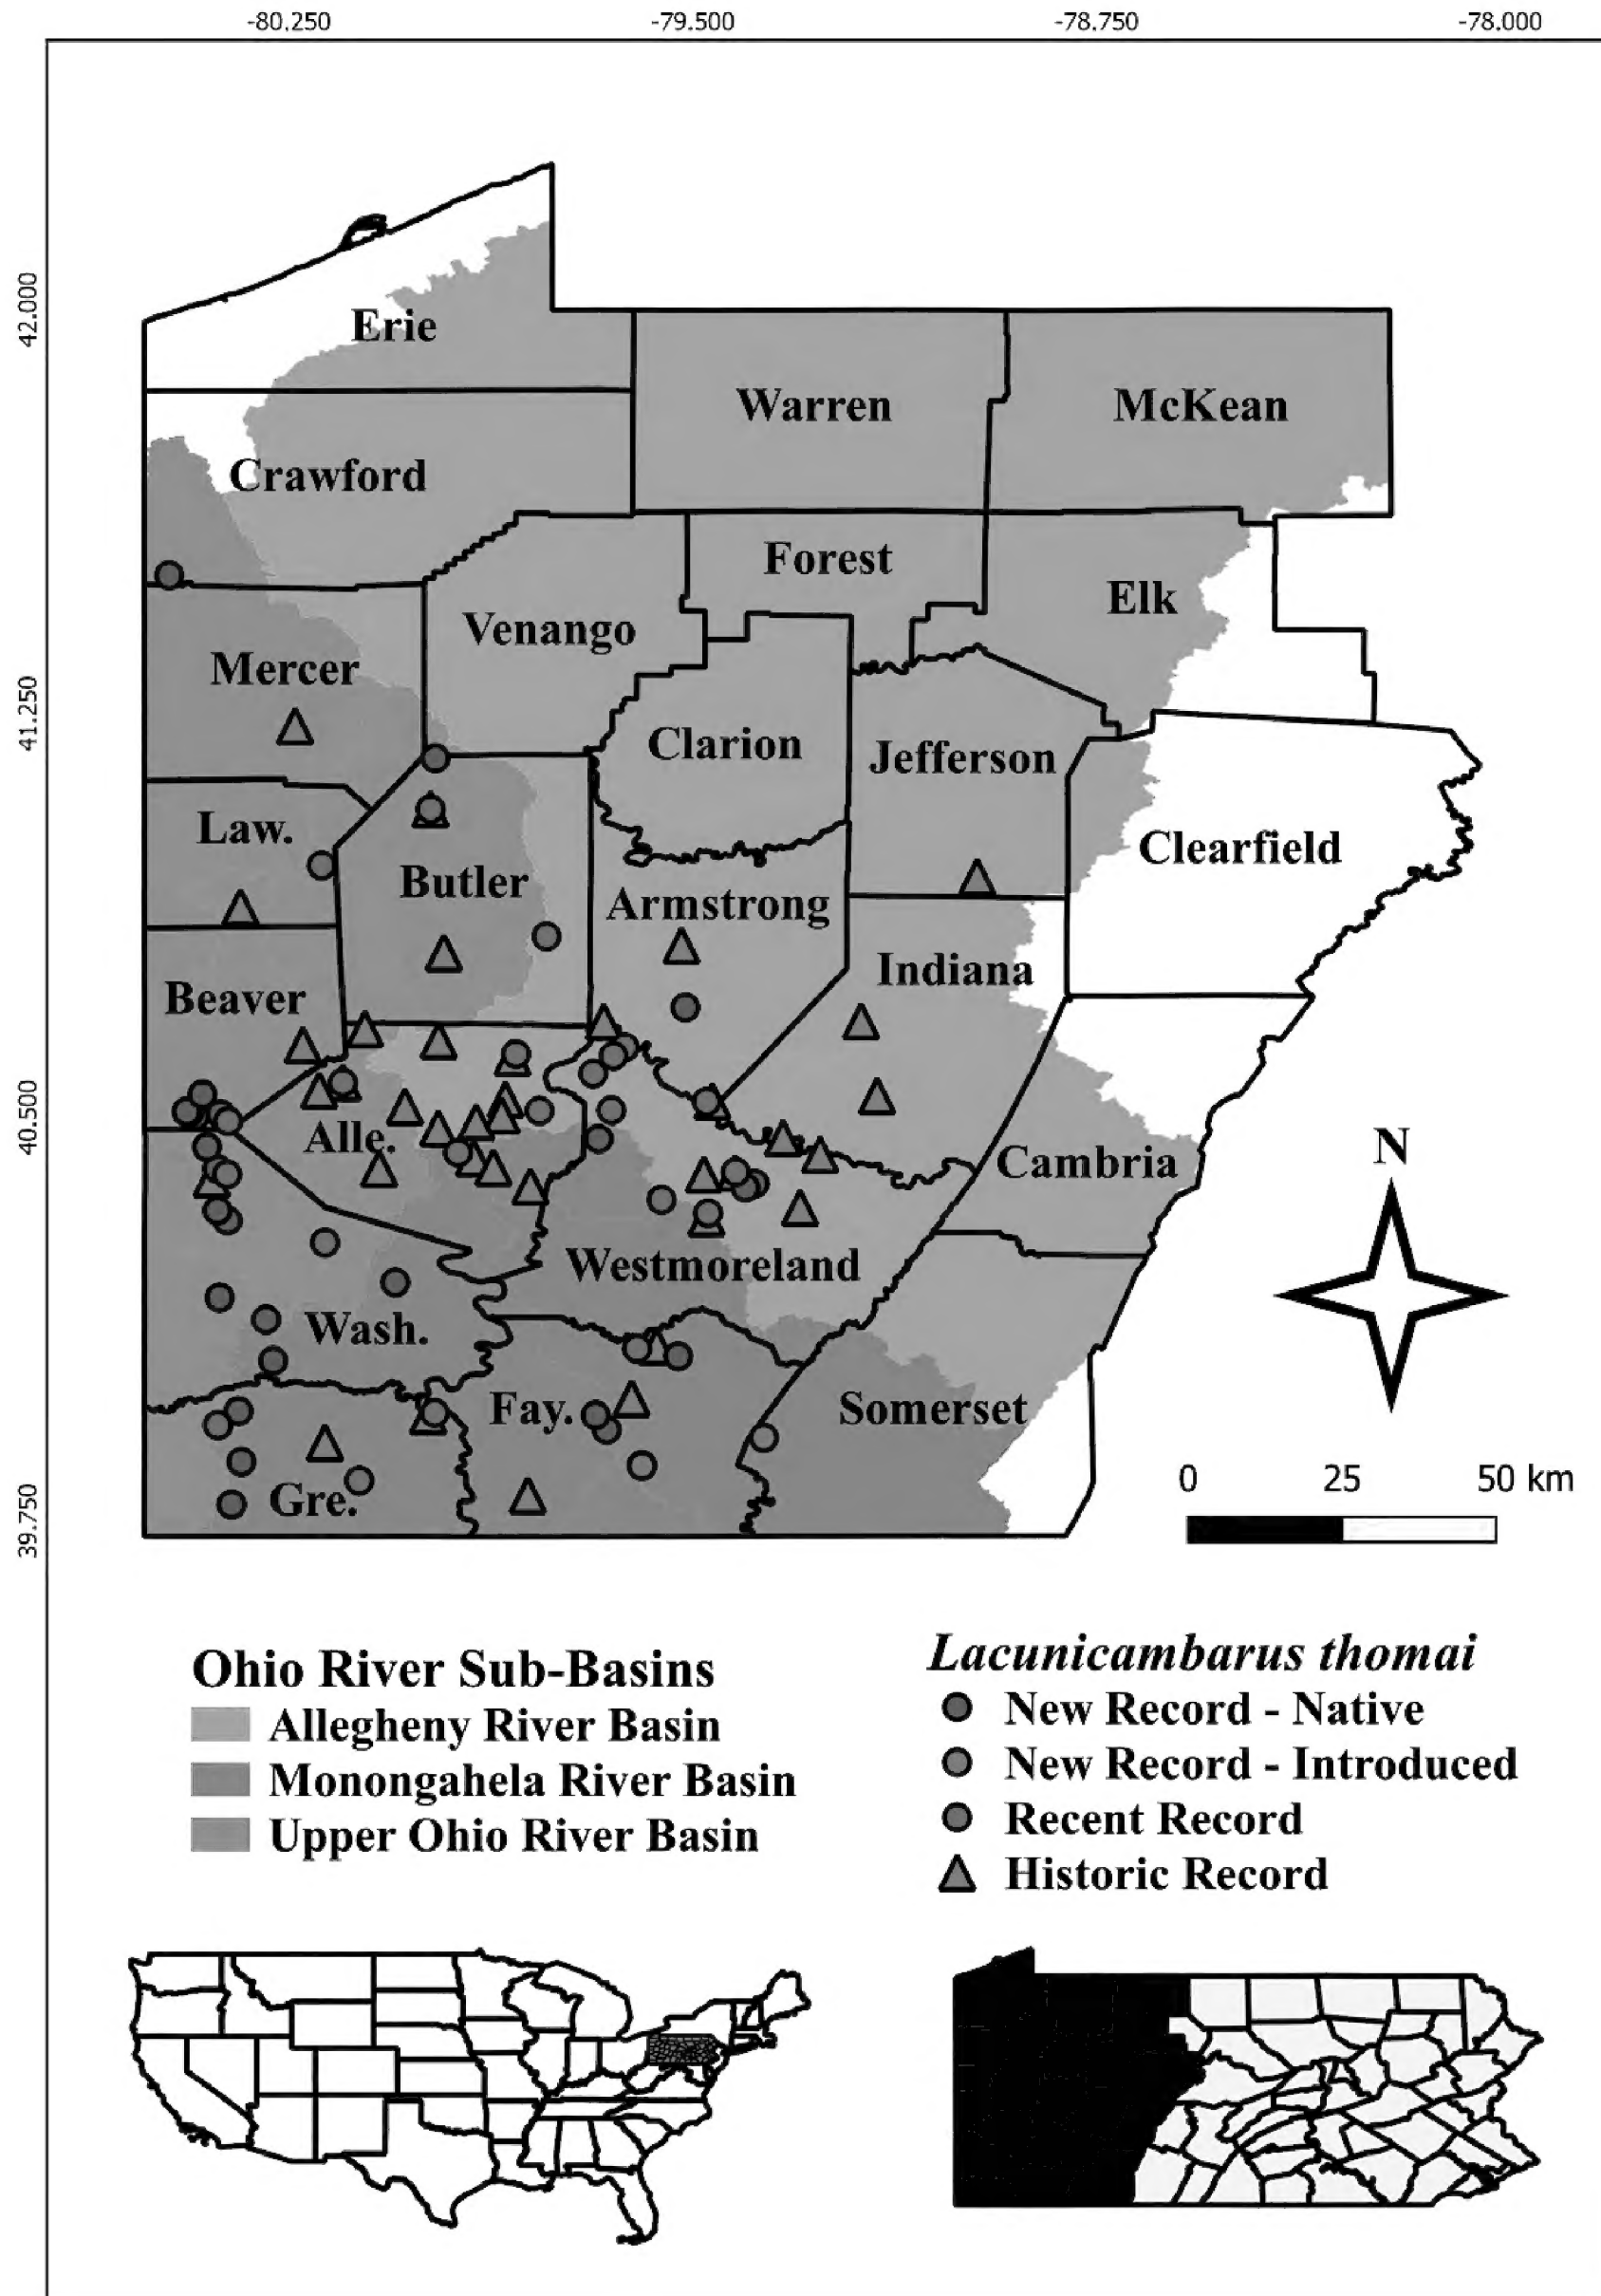 -80.250 -79.500 -78.750 -78.000
42.000
41.250
40.500
39.750
Erie
Warren
McKean
Crawford
Forest
Elk
Venango
Mercer
Clarion
Jefferson
Law.
Clearfield
Butler
Armstrong
Indiana
Beaver
Alle.
Cambria
N
Westmoreland
Wash.
Fay.
Somerset
Gre.
0 25 50 km
Ohio River Sub-Basins
Allegheny River Basin
Monongahela River Basin
Upper Ohio River Basin
Lacunicambarus thomai
New Record - Native
New Record - Introduced
Recent Record
Historic Record